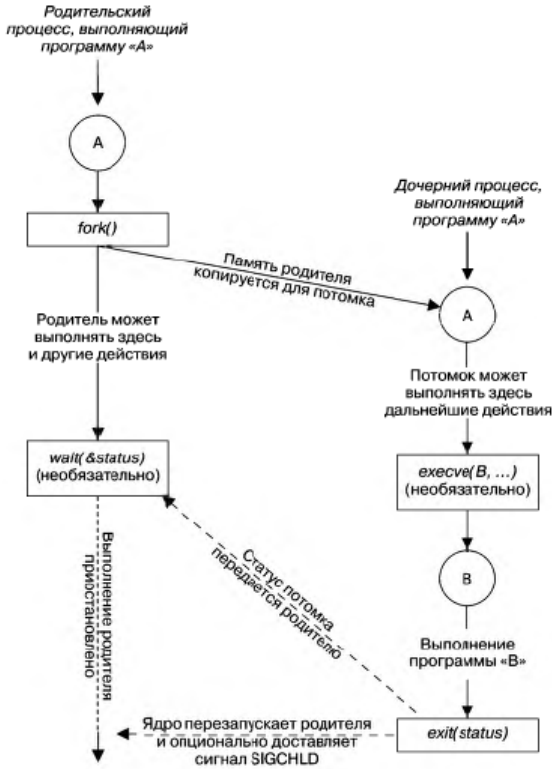 Родительский
процесс, выполняющий
программу «А»
А
fork()
Дочерний процесс,
выполняющий
программу «А»
Память родителя
копируется для потомка
А
Родитель может
выполнять здесь
и другие действия
Потомок может
выполнять здесь
дальнейшие действия
wait(&status)
(необязательно)
execve(B, ...)
(необязательно)
Статус потомка
передается родителю
В
Выполнение родителя
приостановлено
Выполнение
программы «В»
Ядро перезапускает родителя
и опционально доставляет
сигнал SIGCHLD
exit(status)